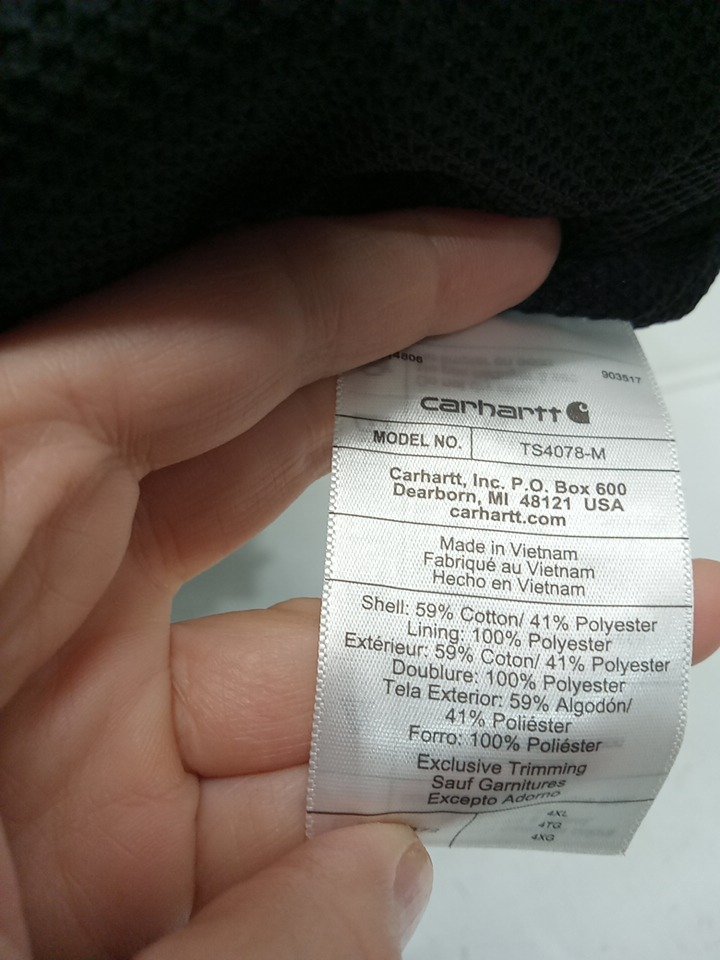 4806
903517
carhartt
MODEL NO. TS4078-M
Carhartt, Inc. P.O. Box 600
Dearborn, MI 48121 USA
carhartt.com
Made in Vietnam
Fabriqué au Vietnam
Hecho en Vietnam
Shell: 59% Cotton/ 41% Polyester
Lining: 100% Polyester
Extérieur: 59% Coton/ 41% Polyester
Doublure: 100% Polyester
Tela Exterior: 59% Algodón/
41% Poliéster
Forro: 100% Poliéster
Exclusive Trimming
Sauf Garnitures
Excepto Adorno
4XL
4TG
4XG